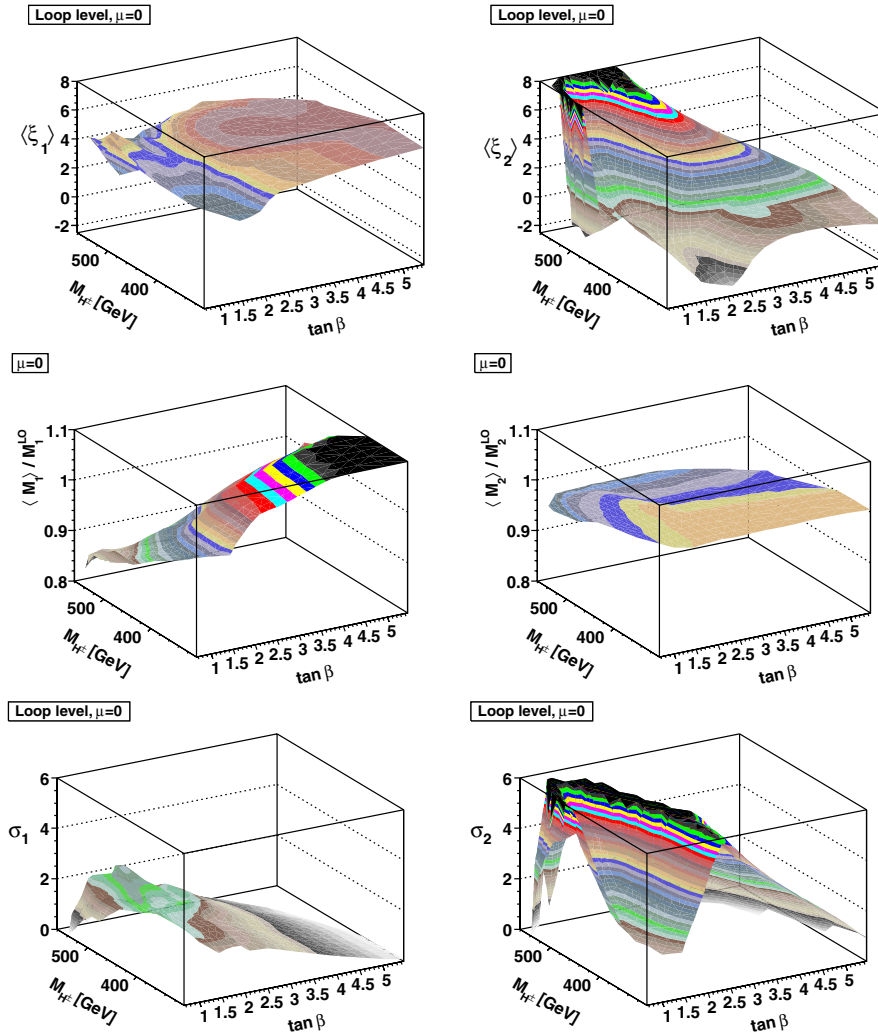 Loop level, μ=0
⟨ξ₁⟩
8
6
4
2
0
-2
500
400
M_H± [GeV]
1 1.5 2 2.5 3 3.5 4 4.5 5
tan β
Loop level, μ=0
⟨ξ₂⟩
8
6
4
2
0
-2
500
400
M_H± [GeV]
1 1.5 2 2.5 3 3.5 4 4.5 5
tan β
μ=0
⟨ M₁⟩ / M₁^LO
1.1
1
0.9
0.8
500
400
M_H± [GeV]
1 1.5 2 2.5 3 3.5 4 4.5 5
tan β
μ=0
⟨ M₂⟩ / M₂^LO
1.1
1
0.9
0.8
500
400
M_H± [GeV]
1 1.5 2 2.5 3 3.5 4 4.5 5
tan β
Loop level, μ=0
σ₁
6
4
2
0
500
400
M_H± [GeV]
1 1.5 2 2.5 3 3.5 4 4.5 5
tan β
Loop level, μ=0
σ₂
6
4
2
0
500
400
M_H± [GeV]
1 1.5 2 2.5 3 3.5 4 4.5 5
tan β